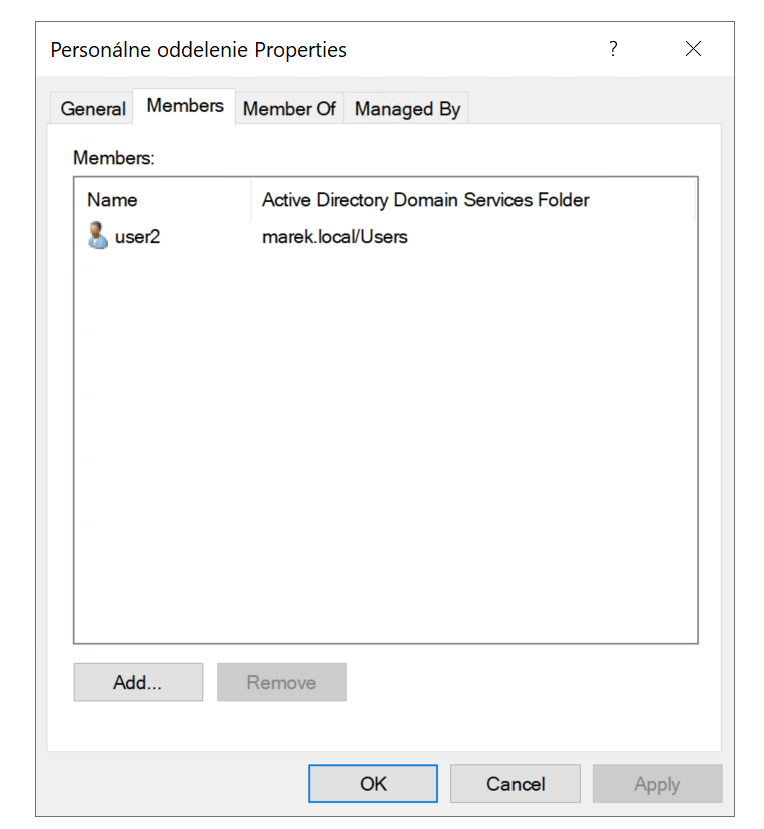 Personálne oddelenie Properties ? ×
General Members Member Of Managed By
Members:
Name Active Directory Domain Services Folder
user2 marek.local/Users
Add... Remove
OK Cancel Apply